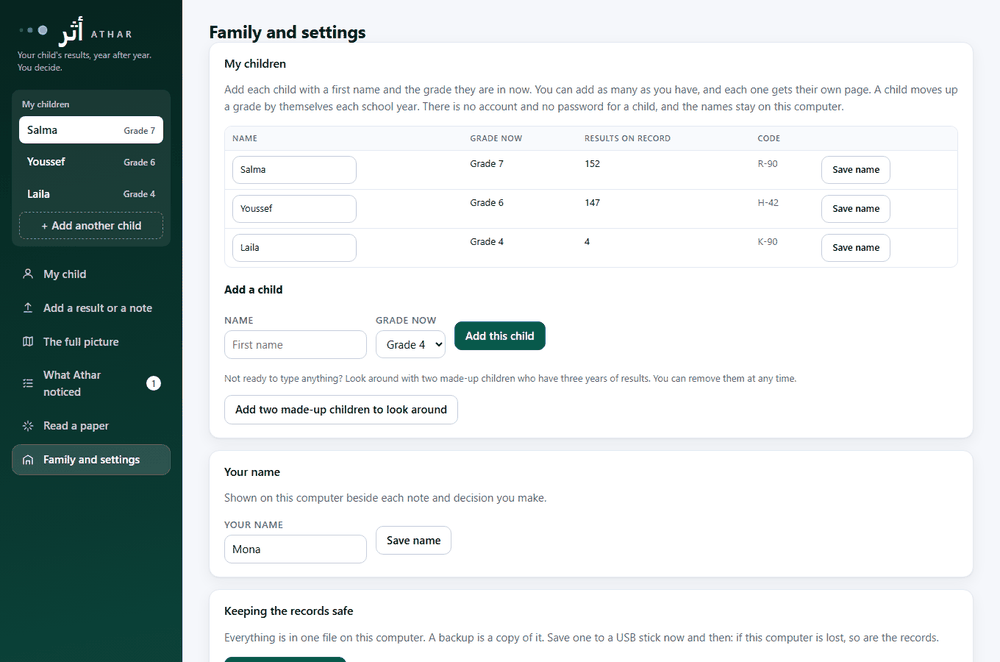 أثر ATHAR
Your child's results, year after year.
You decide.
My children
Salma Grade 7
Youssef Grade 6
Laila Grade 4
+ Add another child
My child
Add a result or a note
The full picture
What Athar
noticed
1
Read a paper
Family and settings
Family and settings
My children
Add each child with a first name and the grade they are in now. You can add as many as you have, and each one gets their own page. A child moves up
a grade by themselves each school year. There is no account and no password for a child, and the names stay on this computer.
NAME GRADE NOW RESULTS ON RECORD CODE
Salma Grade 7 152 R-90 Save name
Youssef Grade 6 147 H-42 Save name
Laila Grade 4 4 K-90 Save name
Add a child
NAME GRADE NOW
First name Grade 4 Add this child
Not ready to type anything? Look around with two made-up children who have three years of results. You can remove them at any time.
Add two made-up children to look around
Your name
Shown on this computer beside each note and decision you make.
YOUR NAME
Mona Save name
Keeping the records safe
Everything is in one file on this computer. A backup is a copy of it. Save one to a USB stick now and then: if this computer is lost, so are the records.